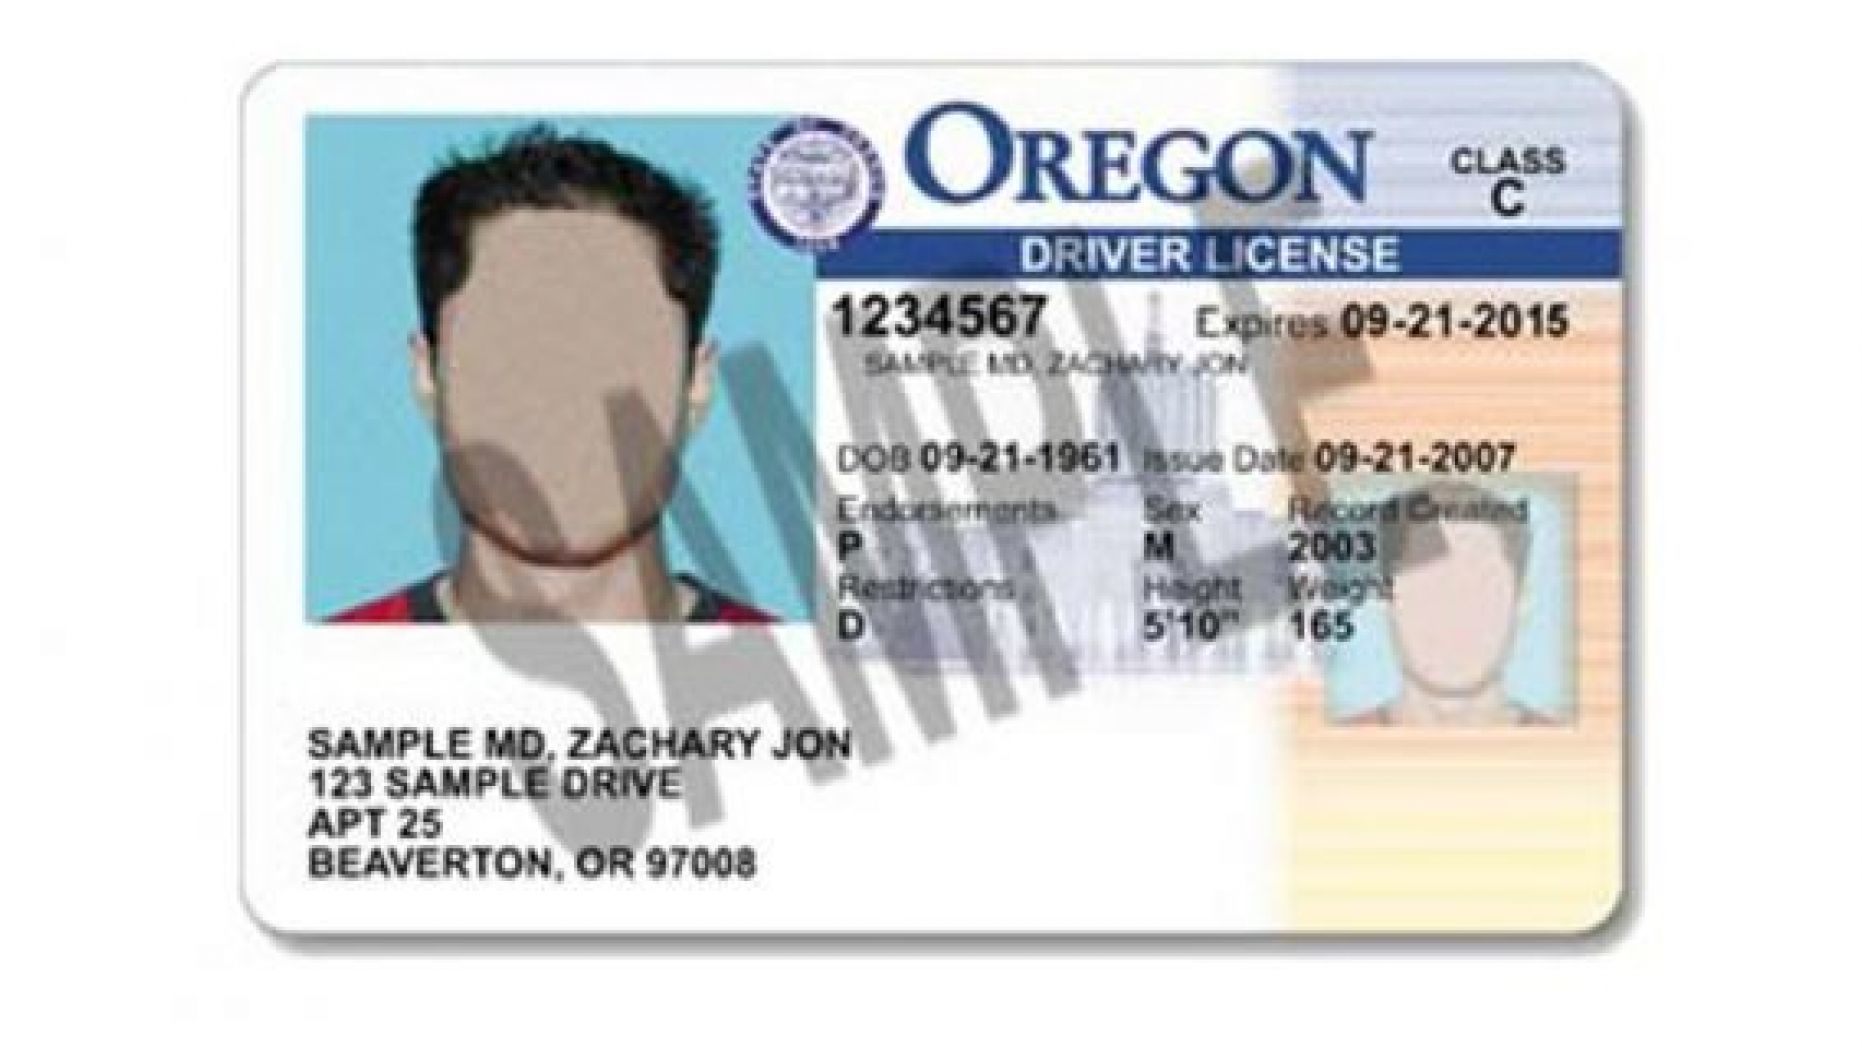 OREGON
CLASS
C
DRIVER LICENSE
1234567 Expires 09-21-2015
SAMPLE MD, ZACHARY JON
DOB 09-21-1961 Issue Date 09-21-2007
Endorsements Sex Record Created
P M 2003
Restrictions Height Weight
D 5'10" 165
SAMPLE
SAMPLE MD, ZACHARY JON
123 SAMPLE DRIVE
APT 25
BEAVERTON, OR 97008